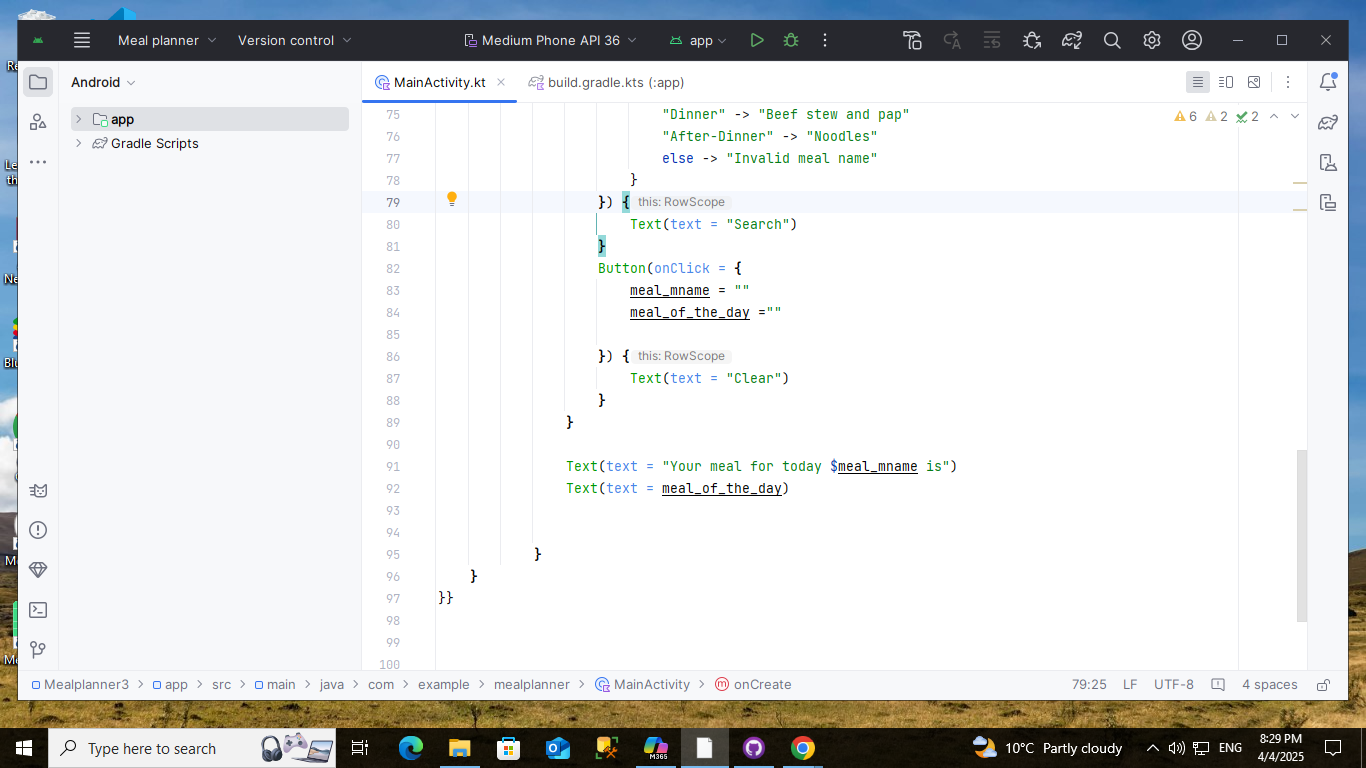 Meal planner Version control Medium Phone API 36 app
Android MainActivity.kt build.gradle.kts (:app)
app
Gradle Scripts
6 2 2
75 "Dinner" -> "Beef stew and pap"
76 "After-Dinner" -> "Noodles"
77 else -> "Invalid meal name"
78 }
79 }) { this: RowScope
80 Text(text = "Search")
81 }
82 Button(onClick = {
83 meal_mname = ""
84 meal_of_the_day =""
85
86 }) { this: RowScope
87 Text(text = "Clear")
88 }
89 }
90
91 Text(text = "Your meal for today $meal_mname is")
92 Text(text = meal_of_the_day)
93
94
95 }
96 }
97 }}
98
99
100
Mealplanner3 > app > src > main > java > com > example > mealplanner > MainActivity > onCreate 79:25 LF UTF-8 4 spaces
Type here to search M365 10°C Partly cloudy ENG 8:29 PM
4/4/2025